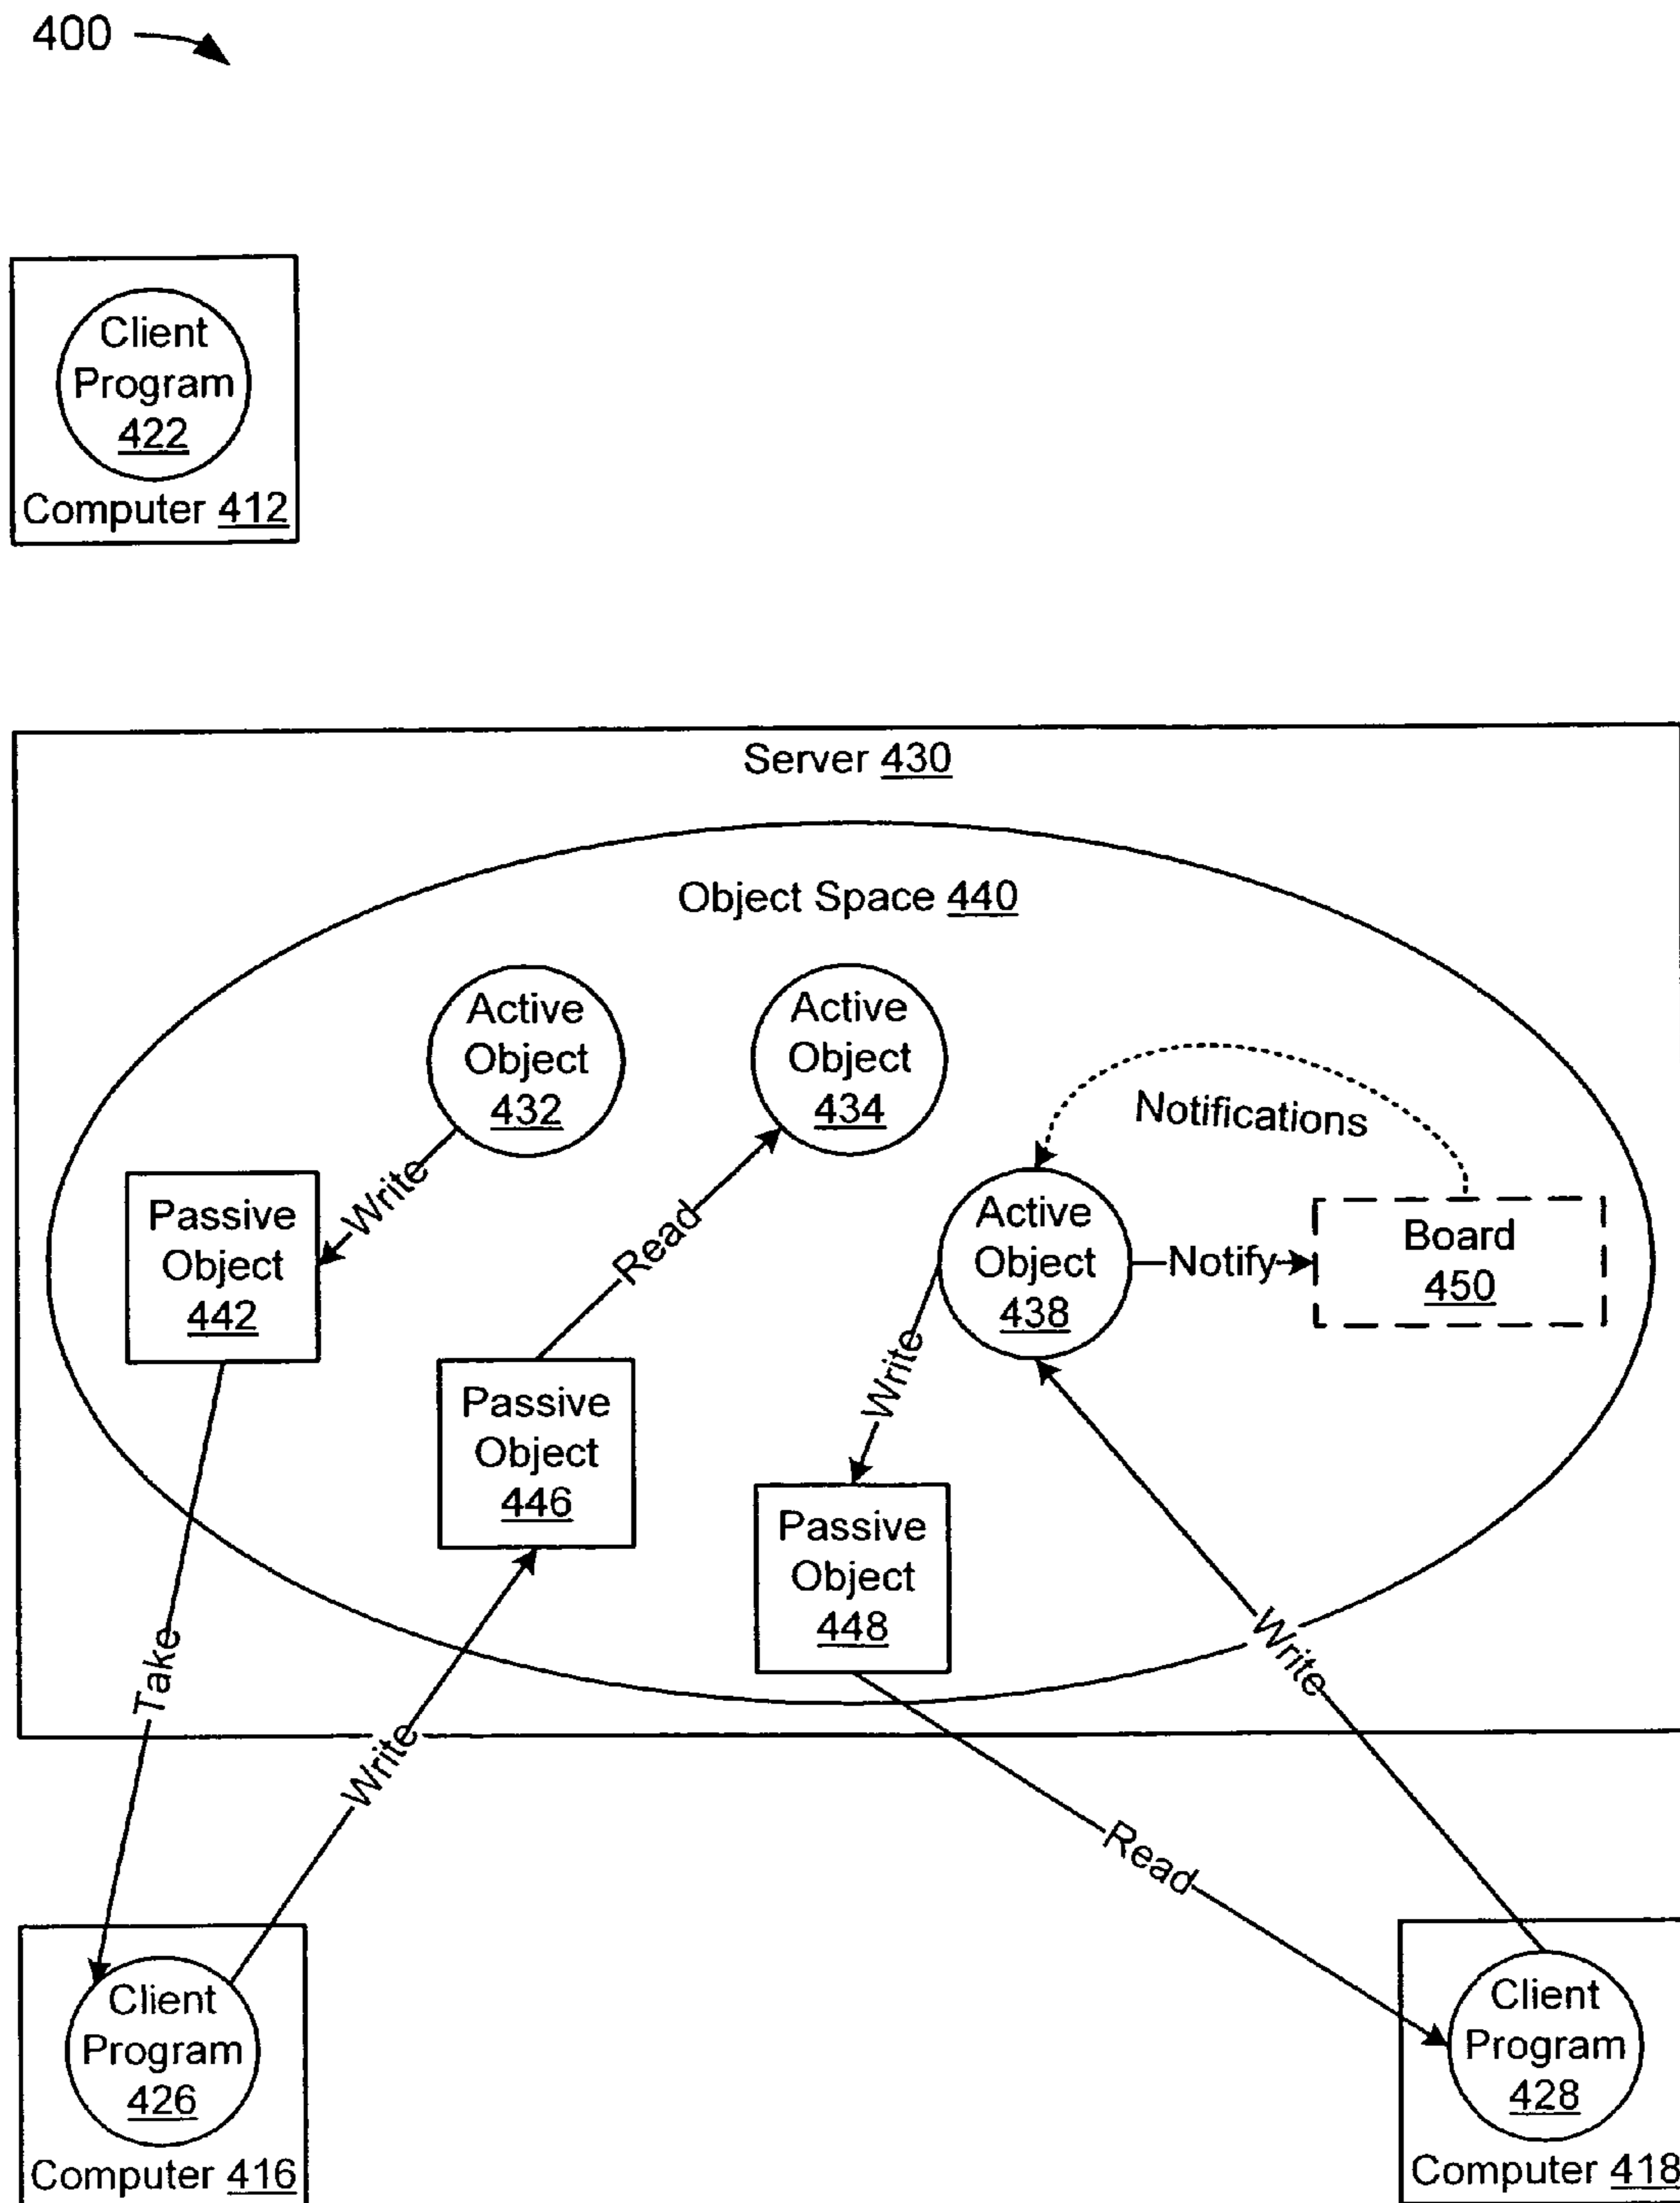 400
Client
Program
422
Computer 412
Server 430
Object Space 440
Active
Object
432
Active
Object
434
Notifications
Write
Read
Passive
Object
442
Active
Object
438
Notify
Board
450
Write
Passive
Object
446
Passive
Object
448
Take
Write
Write
Read
Client
Program
426
Computer 416
Client
Program
428
Computer 418